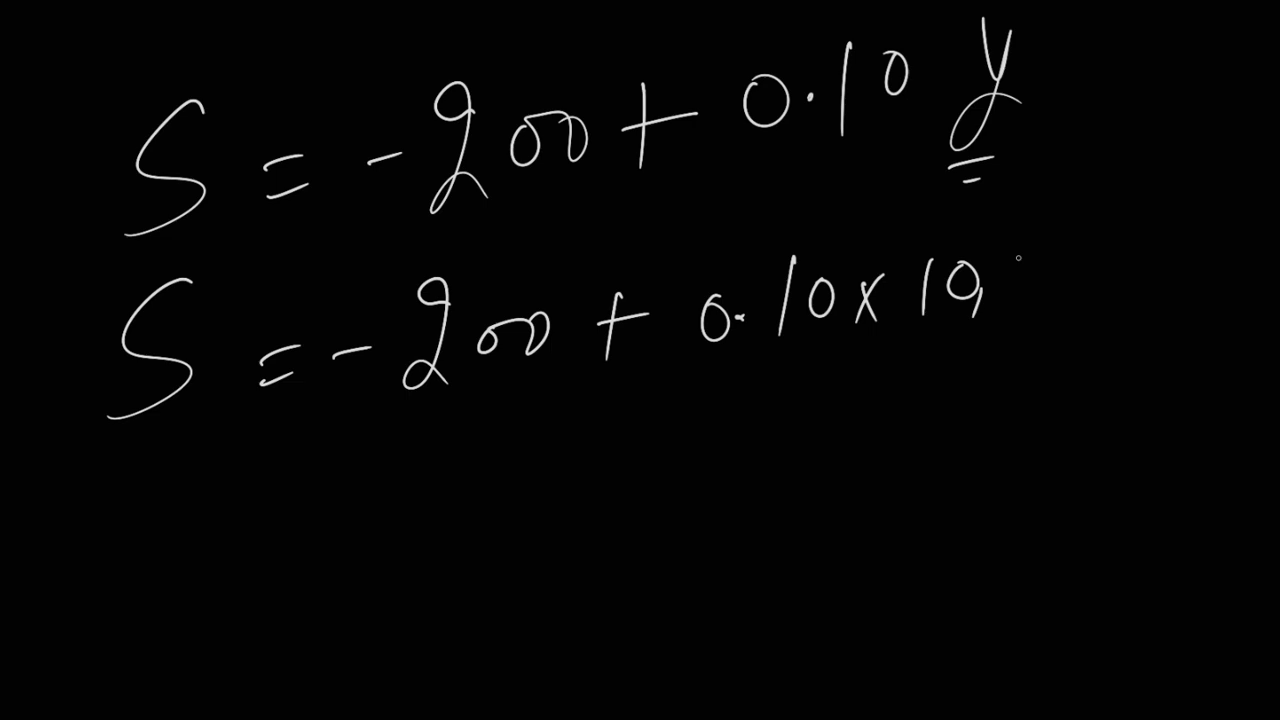 S = -200 + 0.10 y
S = -200 + 0.10 x 10,